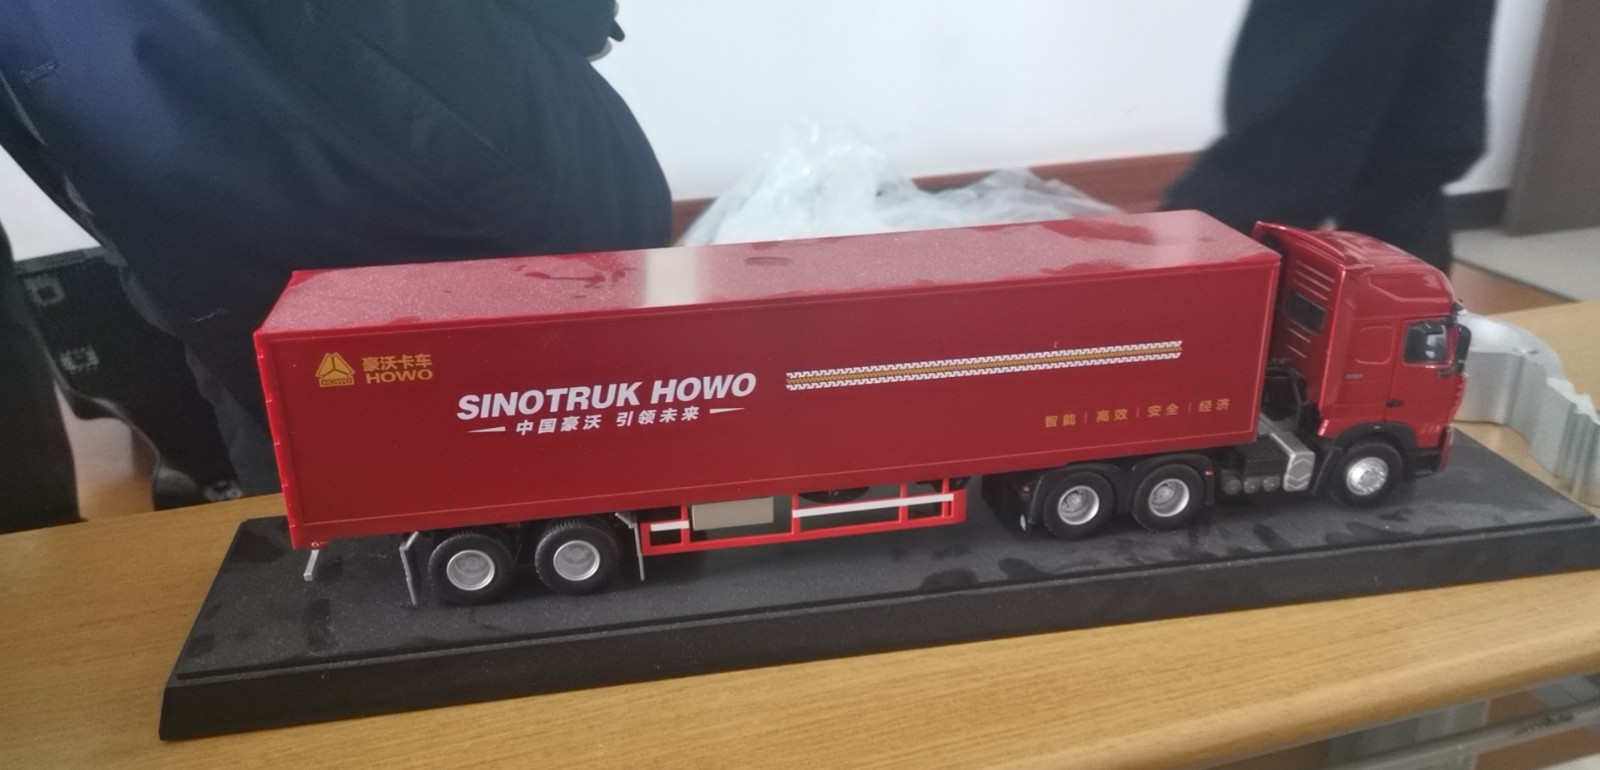 豪沃卡车
HOWO
HOWO
SINOTRUK HOWO
中国豪沃 引领未来
智能 | 高效 | 安全 | 经济